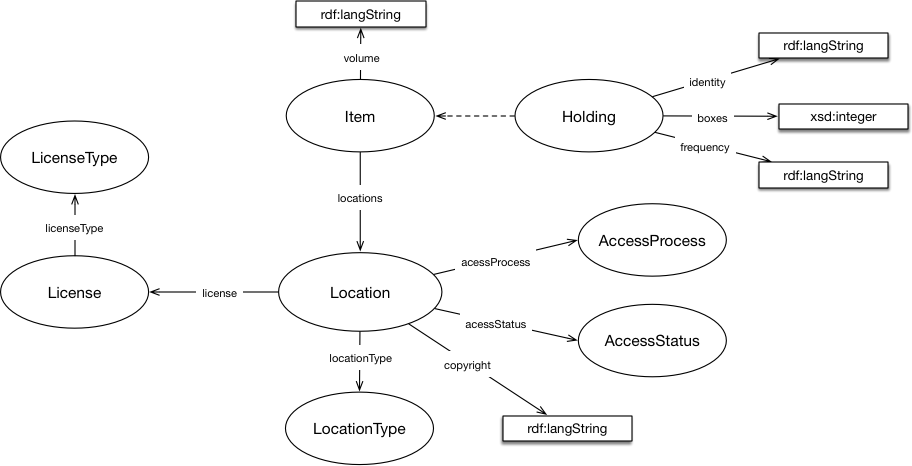 rdf:langString
volume
rdf:langString
identity
Item
Holding
boxes
xsd:integer
frequency
rdf:langString
LicenseType
locations
licenseType
AccessProcess
acessProcess
License
license
Location
acessStatus
AccessStatus
locationType
copyright
LocationType
rdf:langString